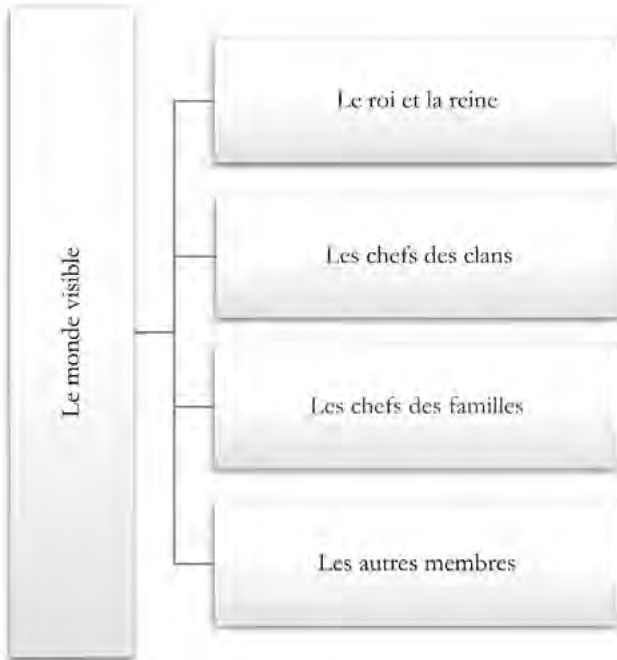 Le monde visible
Le roi et la reine
Les chefs des clans
Les chefs des familles
Les autres membres